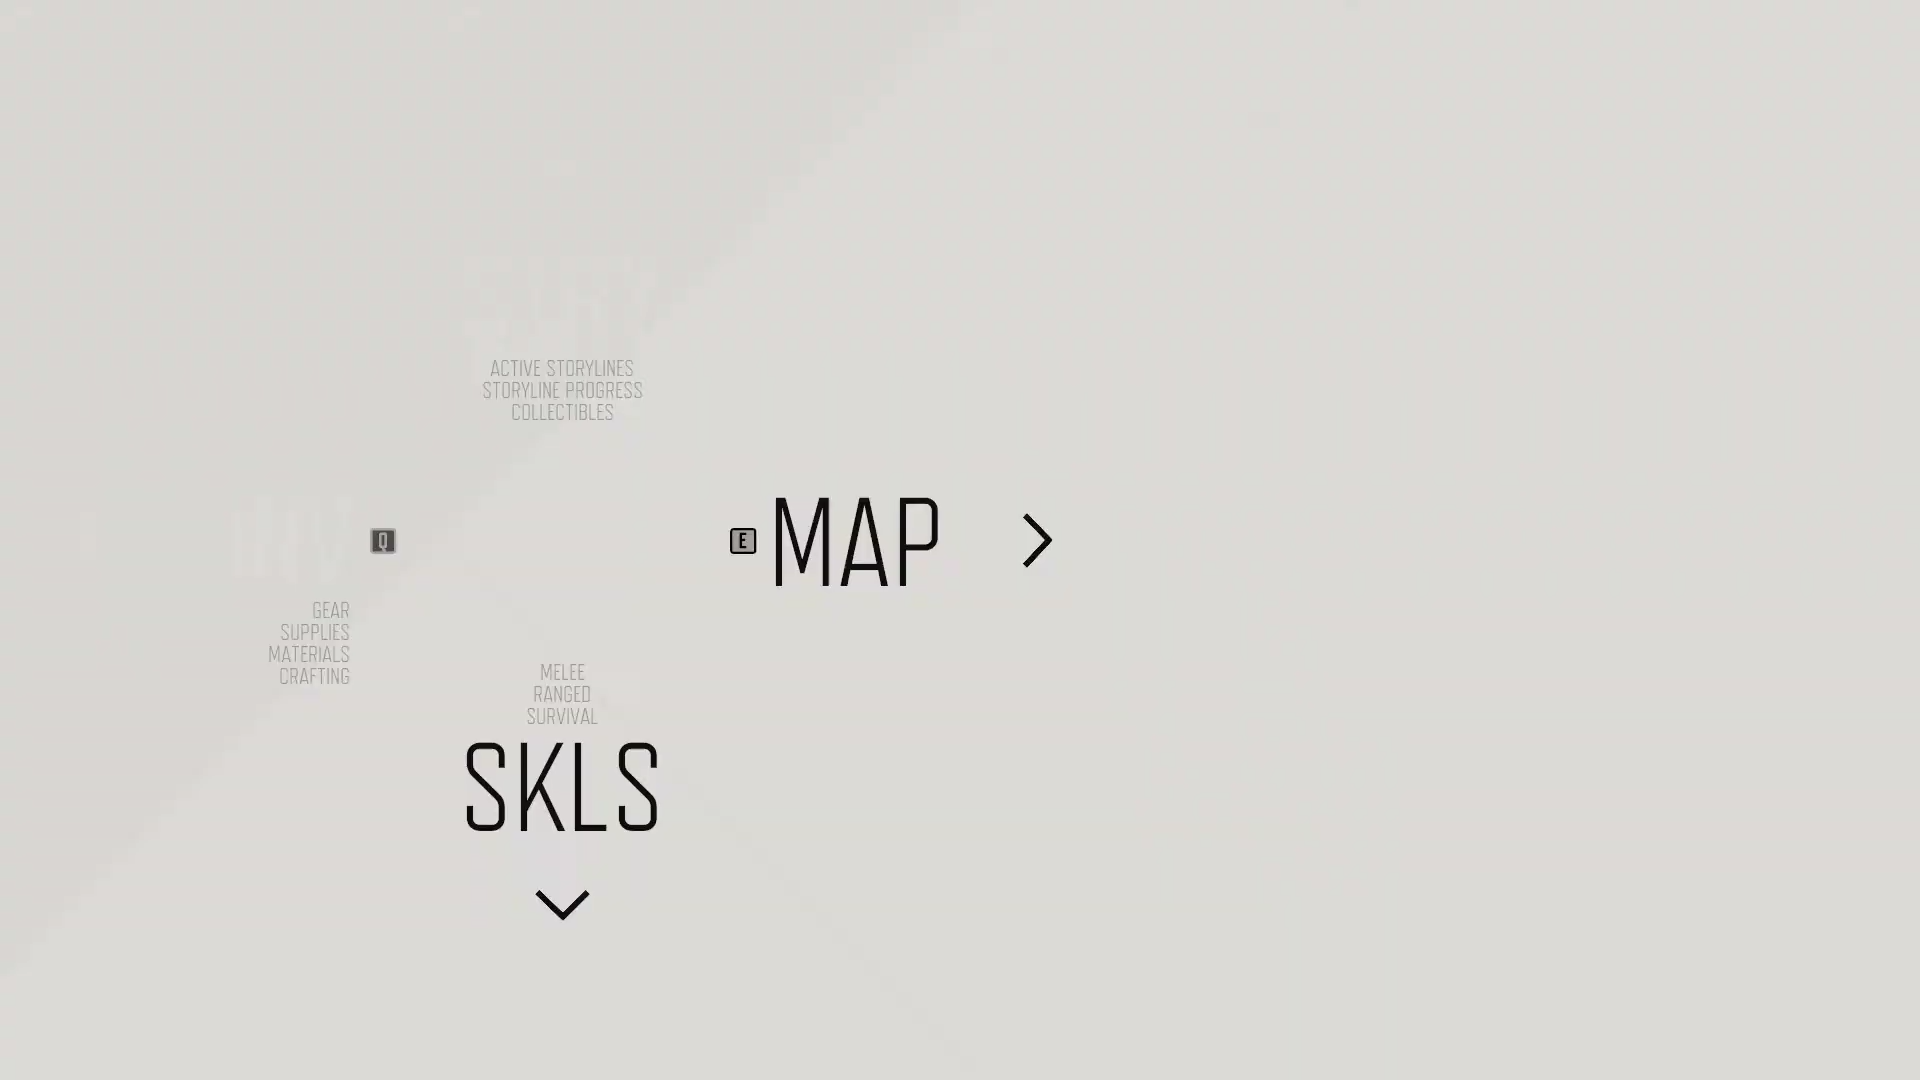 ACTIVE STORYLINES
STORYLINE PROGRESS
COLLECTIBLES
Q
E MAP
GEAR
SUPPLIES
MATERIALS
CRAFTING
MELEE
RANGED
SURVIVAL
SKLS